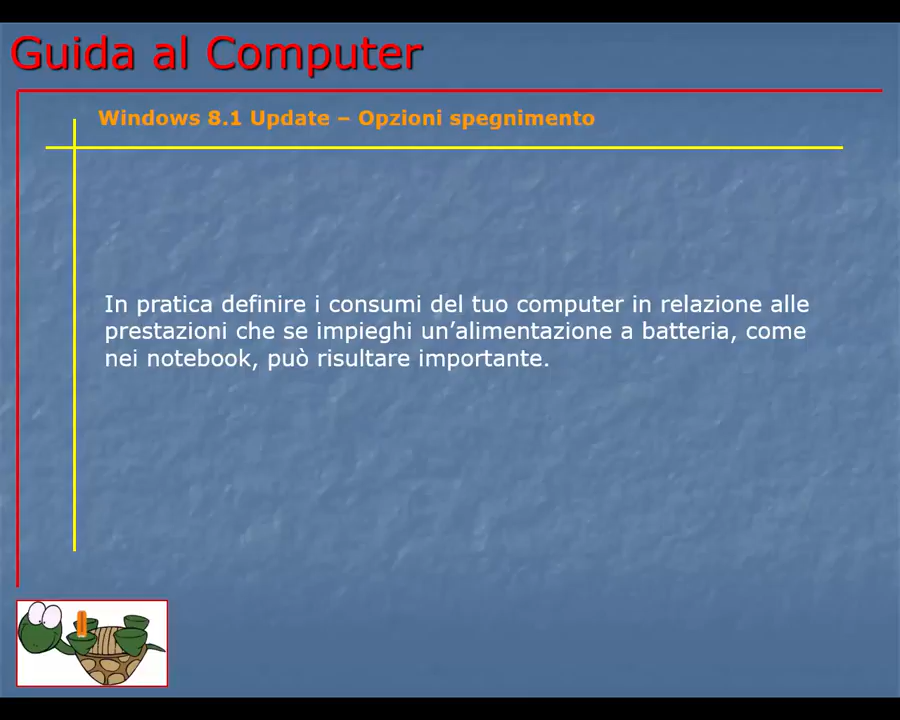 Guida al Computer
Windows 8.1 Update – Opzioni spegnimento
In pratica definire i consumi del tuo computer in relazione alle
prestazioni che se impieghi un’alimentazione a batteria, come
nei notebook, può risultare importante.